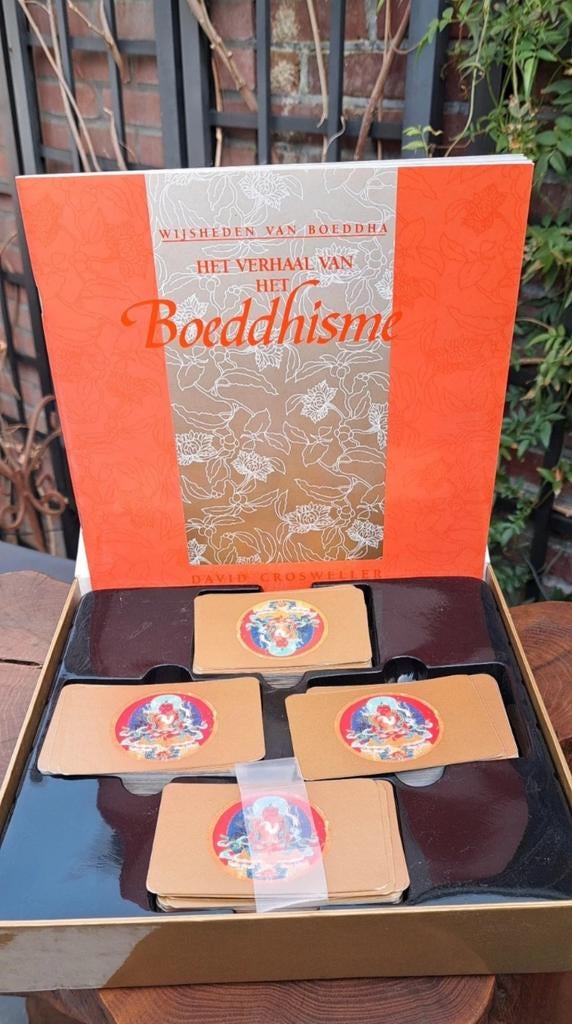 WIJSHEDEN VAN BOEDDHA
HET VERHAAL VAN
HET
Boeddhisme
DAVID CROSWELLER